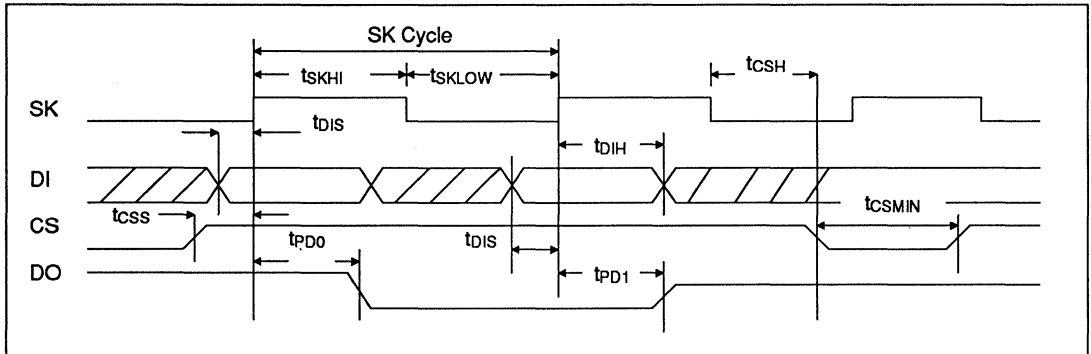 SK Cycle
tSKHI
tSKLOW
tCSH
SK
tDIS
tDIH
DI
tCSS
tCSMIN
CS
tPD0
tDIS
DO
tPD1